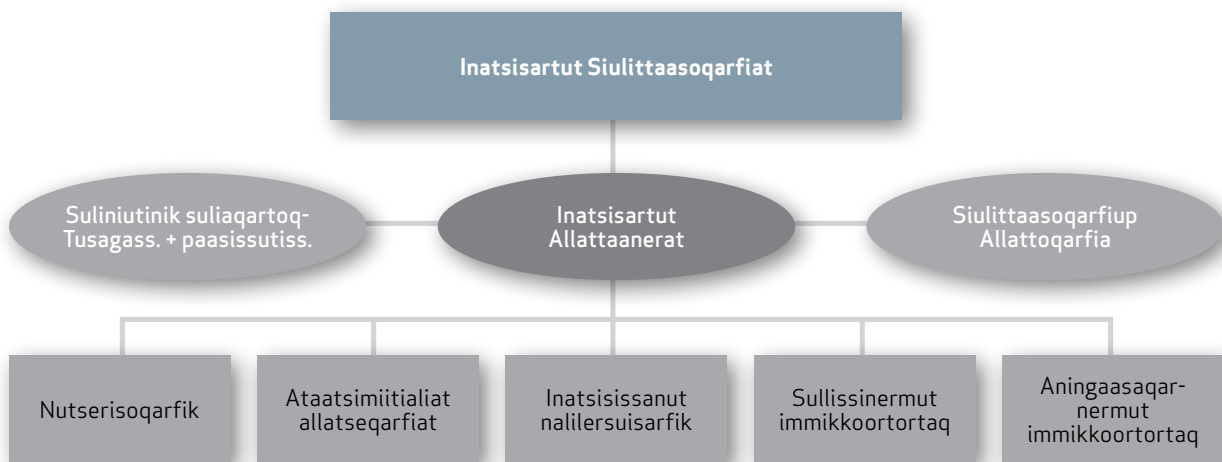 Inatsisartut Siulittaasoqarfiat
Suliniutinik suliaqartoq-
Tusagass. + paasissutiss.
Inatsisartut
Allattaanerat
Siulittaasoqarfiup
Allattoqarfia
Nutserisoqarfik
Ataatsimiitialiat
allatseqarfiat
Inatsisissanut
nalilersuisarfik
Sullissinermut
immikkoortortaq
Aningaasaqar-
nermut
immikkoortortaq